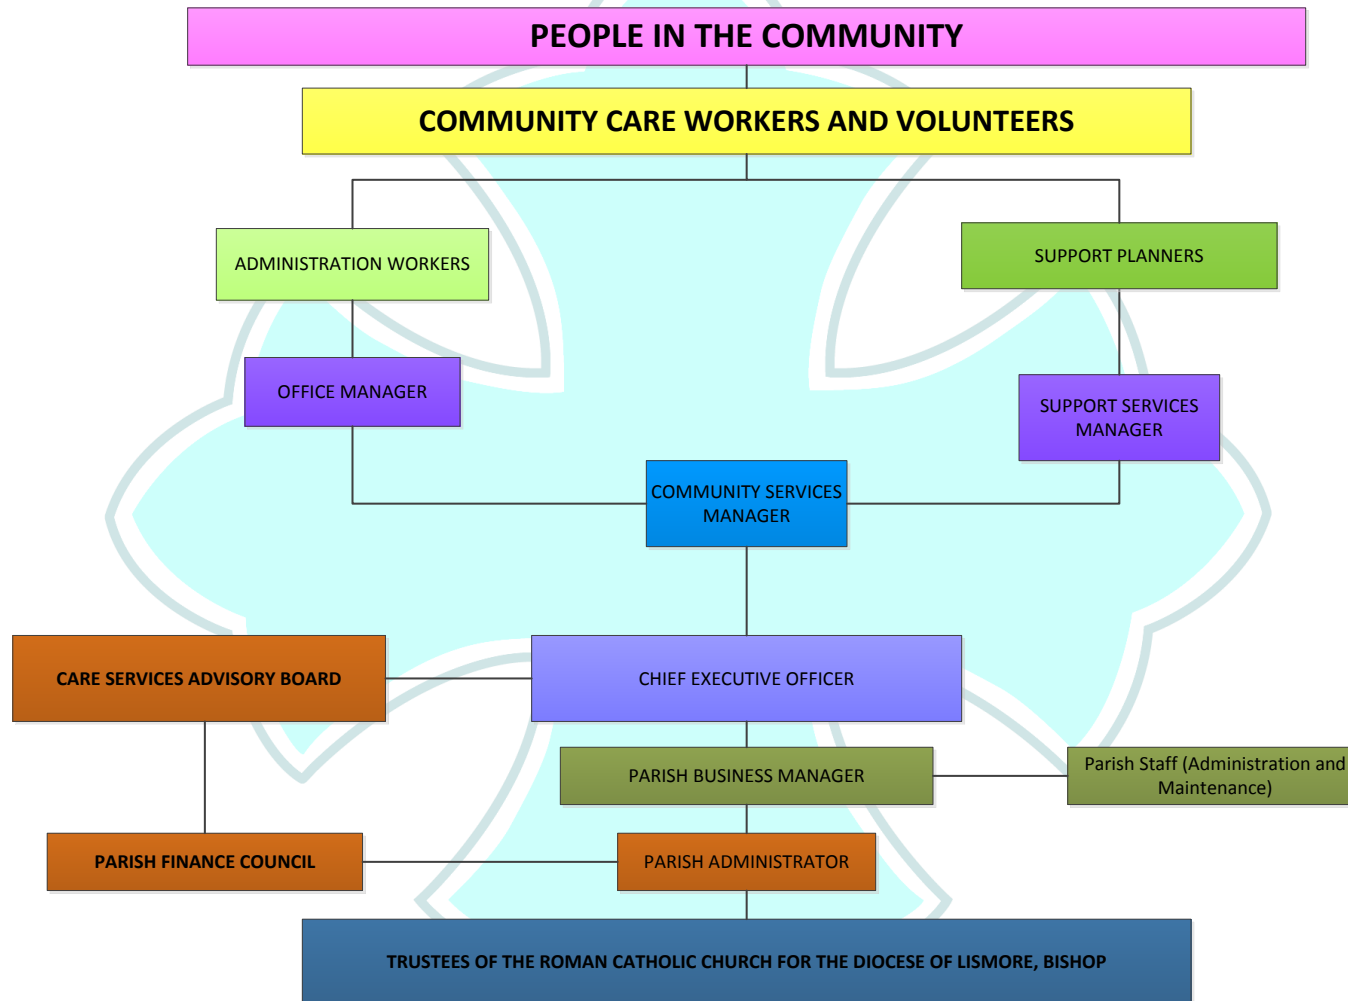 PEOPLE IN THE COMMUNITY
COMMUNITY CARE WORKERS AND VOLUNTEERS
ADMINISTRATION WORKERS
SUPPORT PLANNERS
OFFICE MANAGER
SUPPORT SERVICES
MANAGER
COMMUNITY SERVICES
MANAGER
CARE SERVICES ADVISORY BOARD
CHIEF EXECUTIVE OFFICER
PARISH BUSINESS MANAGER
Parish Staff (Administration and
Maintenance)
PARISH FINANCE COUNCIL
PARISH ADMINISTRATOR
TRUSTEES OF THE ROMAN CATHOLIC CHURCH FOR THE DIOCESE OF LISMORE, BISHOP